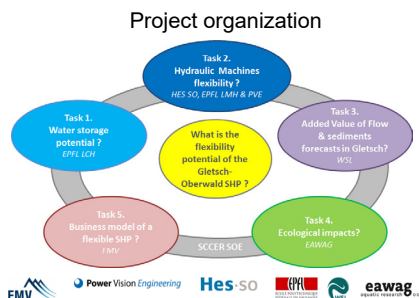 Project organization
Task 2.
Hydraulic Machines
flexibility ?
HES SO, EPFL LMH & PVE
Task 1.
Water storage
potential ?
EPFL LCH
Task 3.
Added Value of Flow
& sediments
forecasts in Gletsch?
WSL
What is the
flexibility
potential of the
Gletsch-
Oberwald SHP ?
Task 5.
Business model of a
flexible SHP ?
FMV
Task 4.
Ecological impacts?
EAWAG
SCCER SOE
FMV
Power Vision Engineering
Hes·so
EPFL
eawag
aquatic research